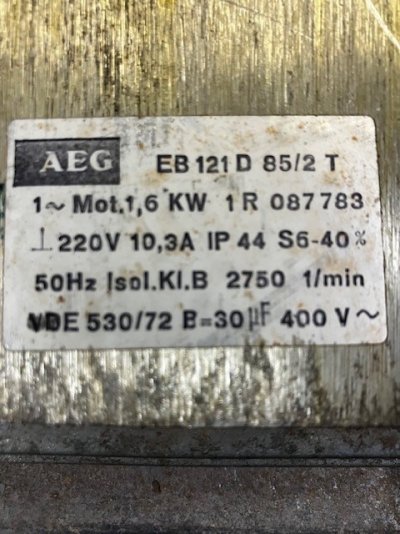 AEG EB 121 D 85/2 T
1~ Mot.1,6 KW 1 R 087783
⊥ 220V 10,3A IP 44 S6-40%
50Hz Isol.Kl.B 2750 1/min
VDE 530/72 B=30µF 400 V~